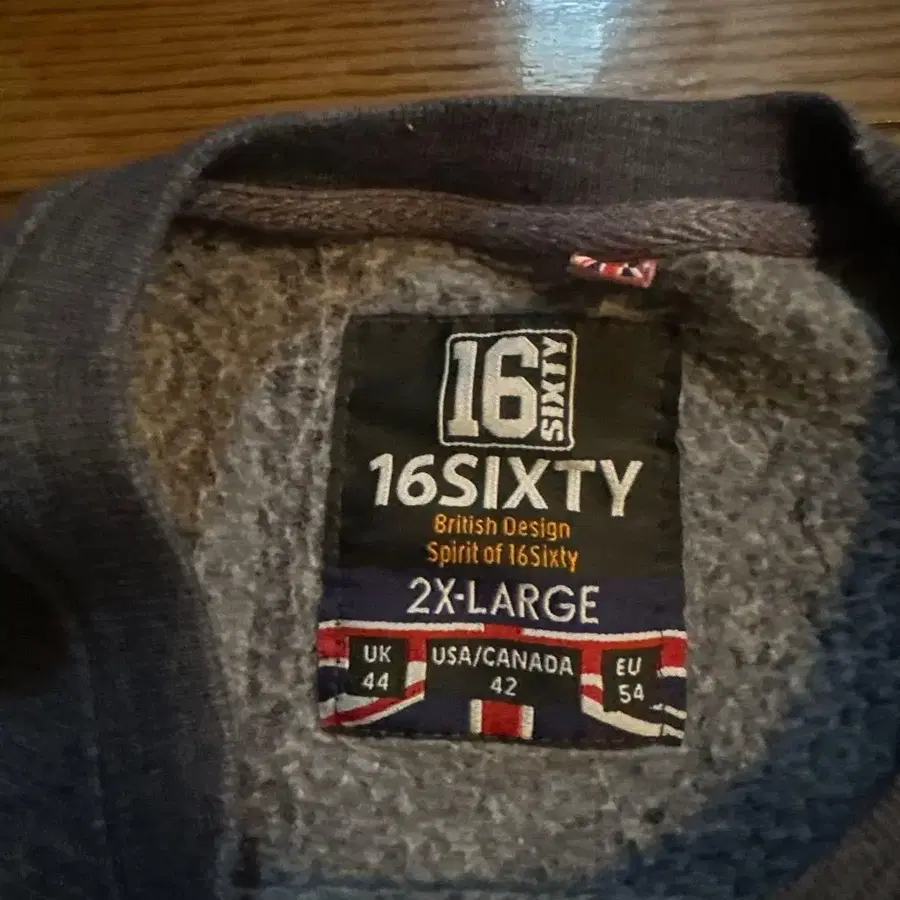 16
SIXTY
16SIXTY
British Design
Spirit of 16Sixty
2X-LARGE
UK
44
USA/CANADA
42
EU
54